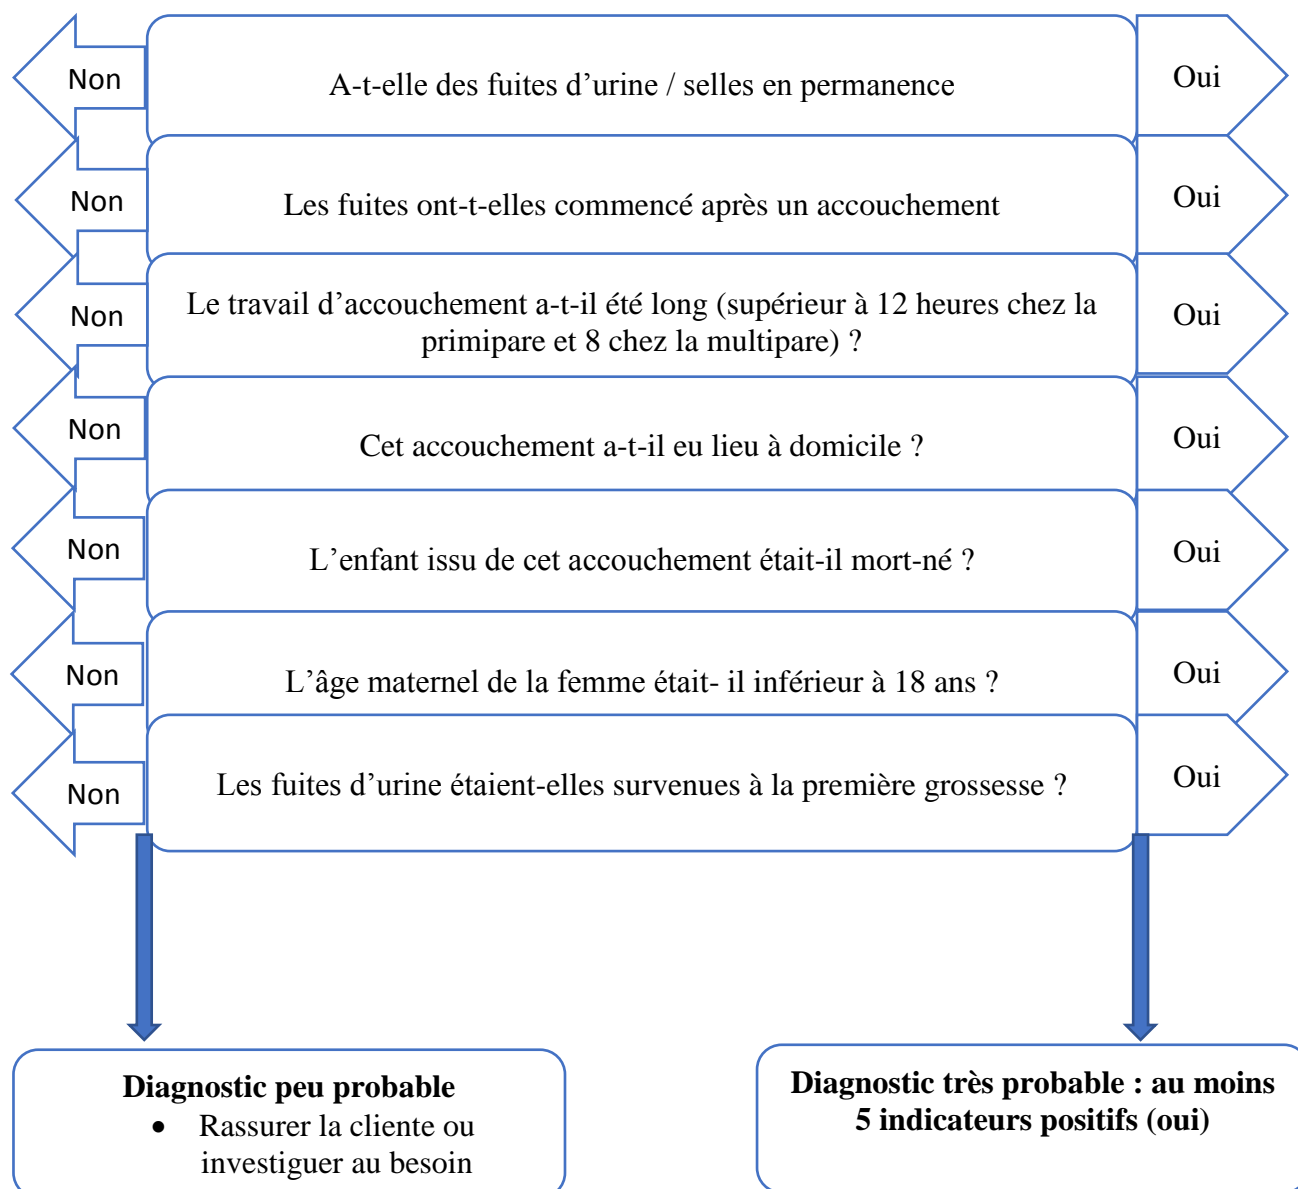 Non
A-t-elle des fuites d’urine / selles en permanence
Oui
Non
Les fuites ont-t-elles commencé après un accouchement
Oui
Non
Le travail d’accouchement a-t-il été long (supérieur à 12 heures chez la
primipare et 8 chez la multipare) ?
Oui
Non
Cet accouchement a-t-il eu lieu à domicile ?
Oui
Non
L’enfant issu de cet accouchement était-il mort-né ?
Oui
Non
L’âge maternel de la femme était- il inférieur à 18 ans ?
Oui
Non
Les fuites d’urine étaient-elles survenues à la première grossesse ?
Oui
Diagnostic peu probable
• Rassurer la cliente ou
investiguer au besoin
Diagnostic très probable : au moins
5 indicateurs positifs (oui)